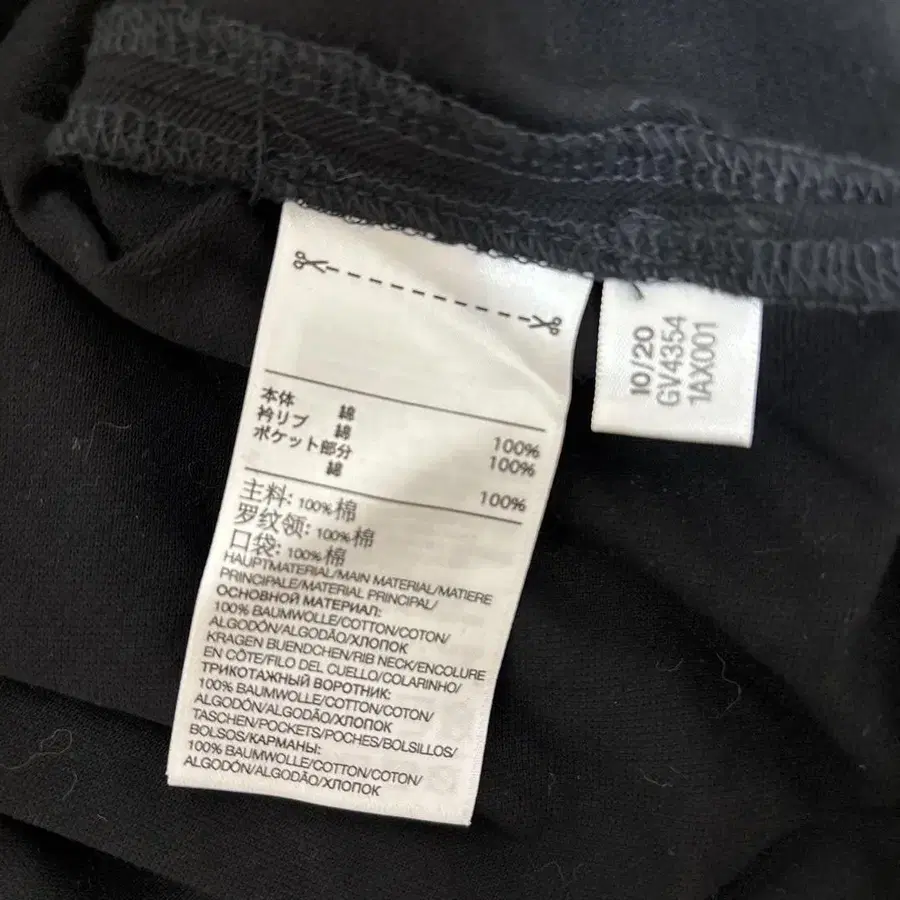 本体 綿 100%
衿リブ 綿 100%
ポケット部分
綿 100%
主料: 100% 棉
罗纹领: 100% 棉
口袋: 100% 棉
HAUPTMATERIAL/MAIN MATERIAL/MATIERE
PRINCIPALE/MATERIAL PRINCIPAL/
ОСНОВНОЙ МАТЕРИАЛ:
100% BAUMWOLLE/COTTON/COTON/
ALGODÓN/ALGODÃO/ХЛОПОК
KRAGEN BUENDCHEN/RIB NECK/ENCOLURE
EN CÔTE/FILO DEL CUELLO/COLARINHO/
ТРИКОТАЖНЫЙ ВОРОТНИК:
100% BAUMWOLLE/COTTON/COTON/
ALGODÓN/ALGODÃO/ХЛОПОК
TASCHEN/POCKETS/POCHES/BOLSILLOS/
BOLSOS/КАРМАНЫ:
100% BAUMWOLLE/COTTON/COTON/
ALGODÓN/ALGODÃO/ХЛОПОК
10/20
GV4354
1AX001